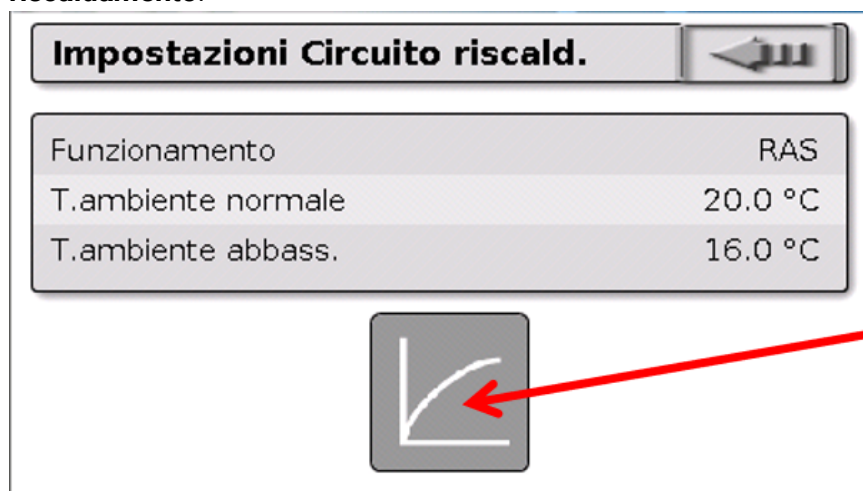 Impostazioni Circuito riscald.
Funzionamento RAS
T.ambiente normale 20.0 °C
T.ambiente abbass. 16.0 °C